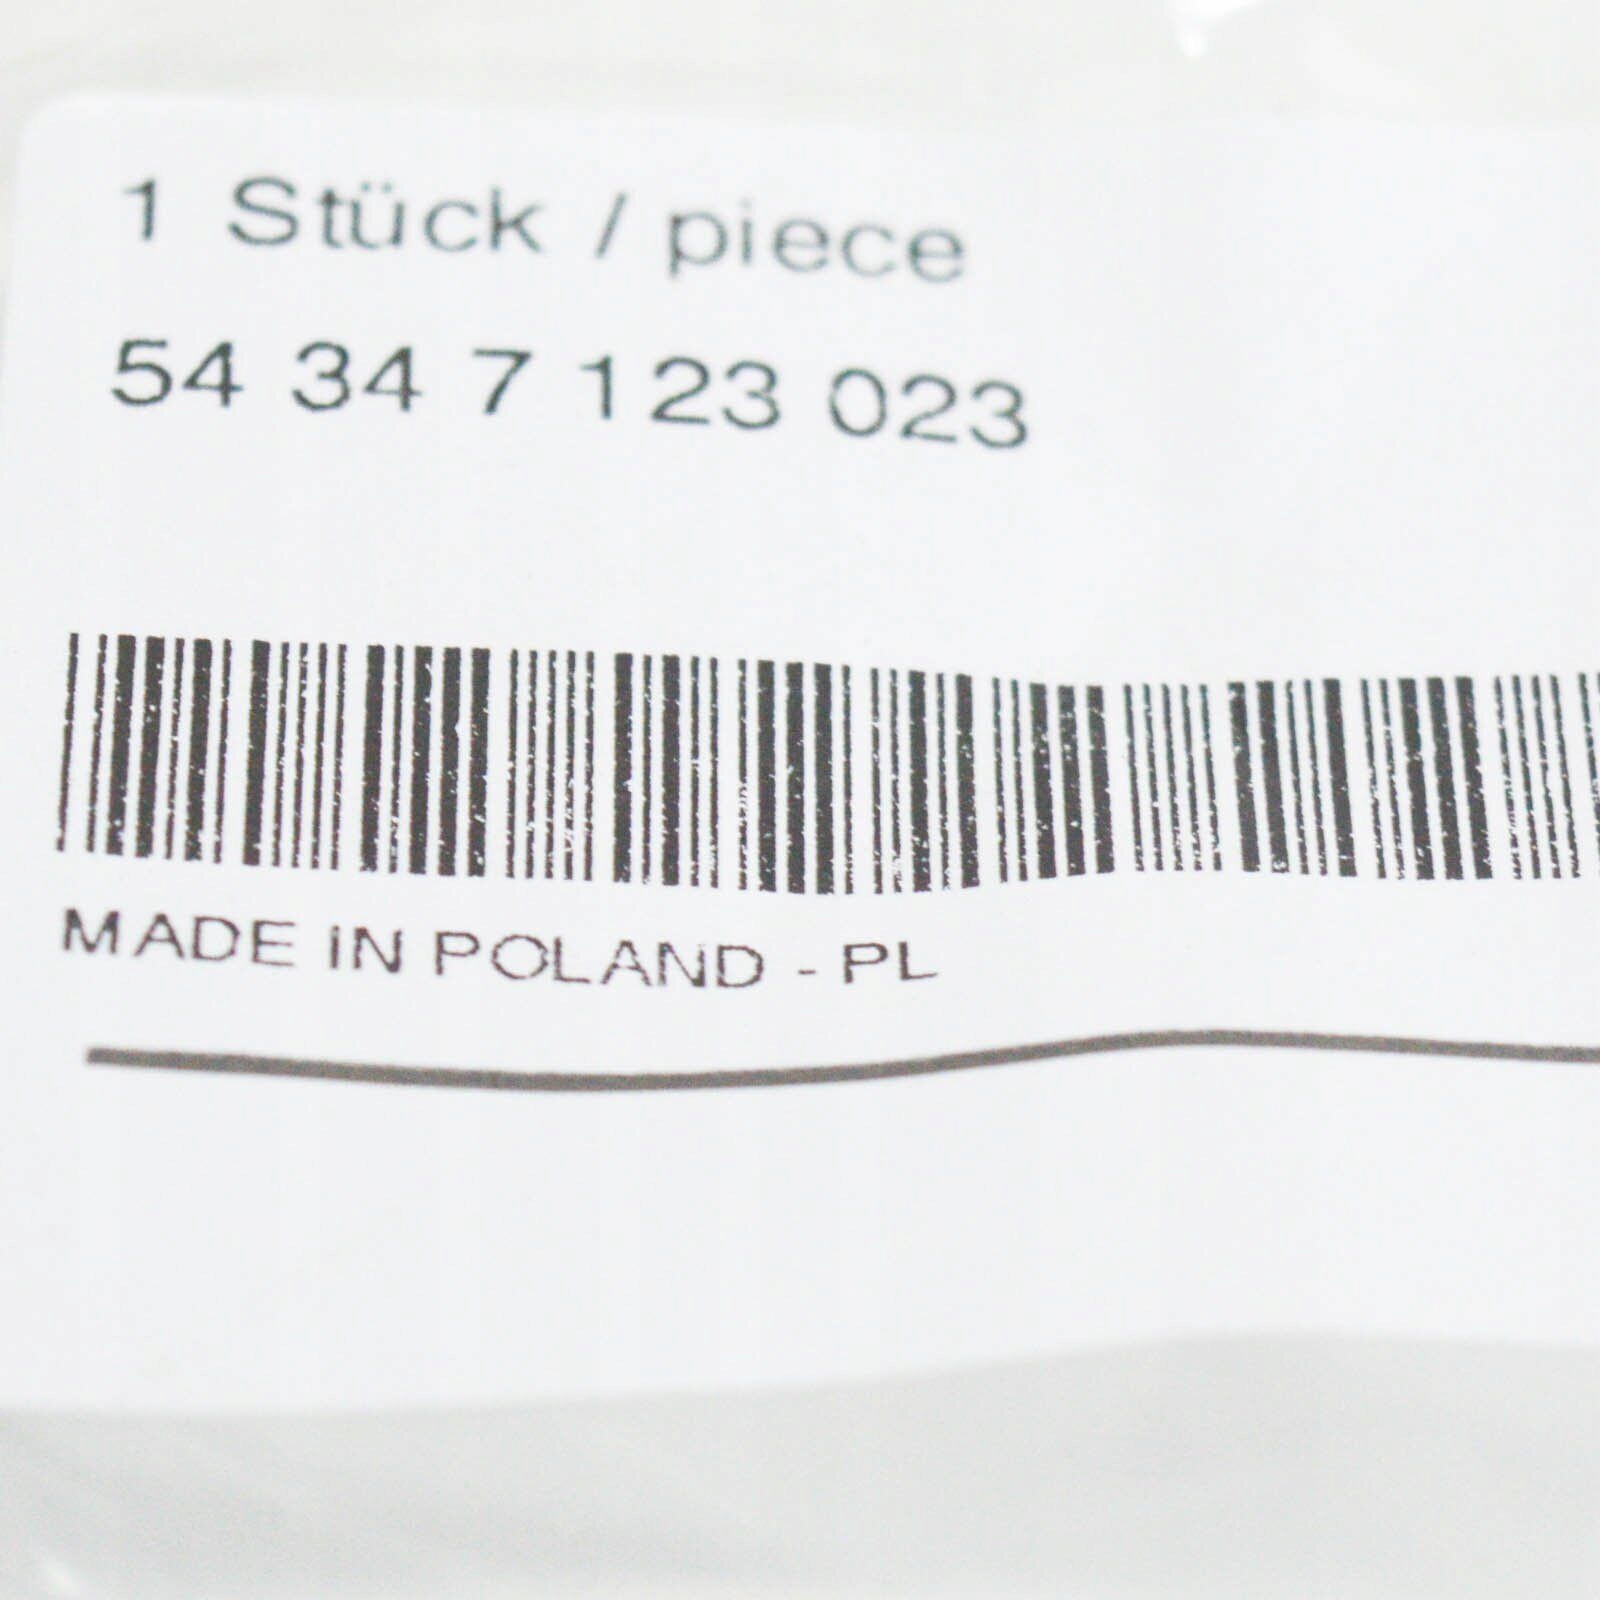 1 Stück / piece
54 34 7 123 023
MADE IN POLAND - PL